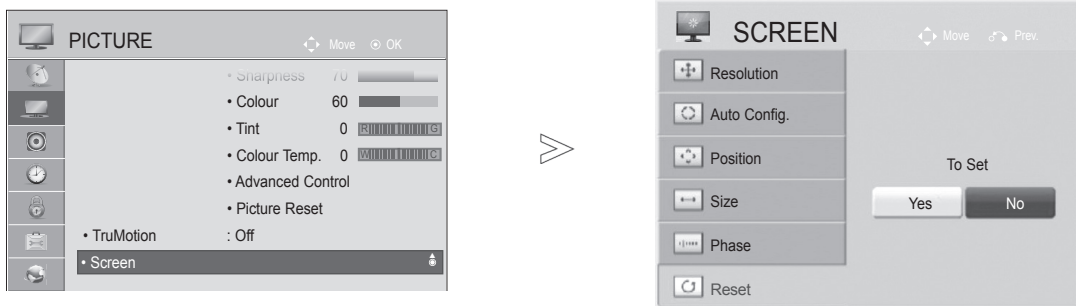 PICTURE
Move OK
• Sharpness 70
• Colour 60
• Tint 0 R G
• Colour Temp. 0 W C
• Advanced Control
• Picture Reset
• TruMotion : Off
• Screen
SCREEN
Move Prev.
Resolution
Auto Config.
Position
Size
Phase
Reset
To Set
Yes No